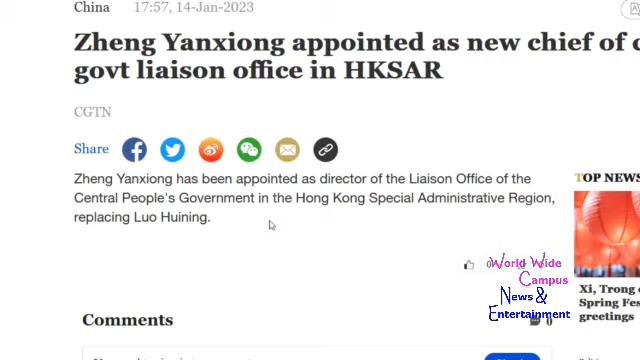 China 17:57, 14-Jan-2023
Zheng Yanxiong appointed as new chief of
govt liaison office in HKSAR
CGTN
Share
Zheng Yanxiong has been appointed as director of the Liaison Office of the
Central People's Government in the Hong Kong Special Administrative Region,
replacing Luo Huining.
TOP NEWS
Xi, Trong
Spring Fes
greetings
World Wide
Campus
News &
Entertainment
Comments
0